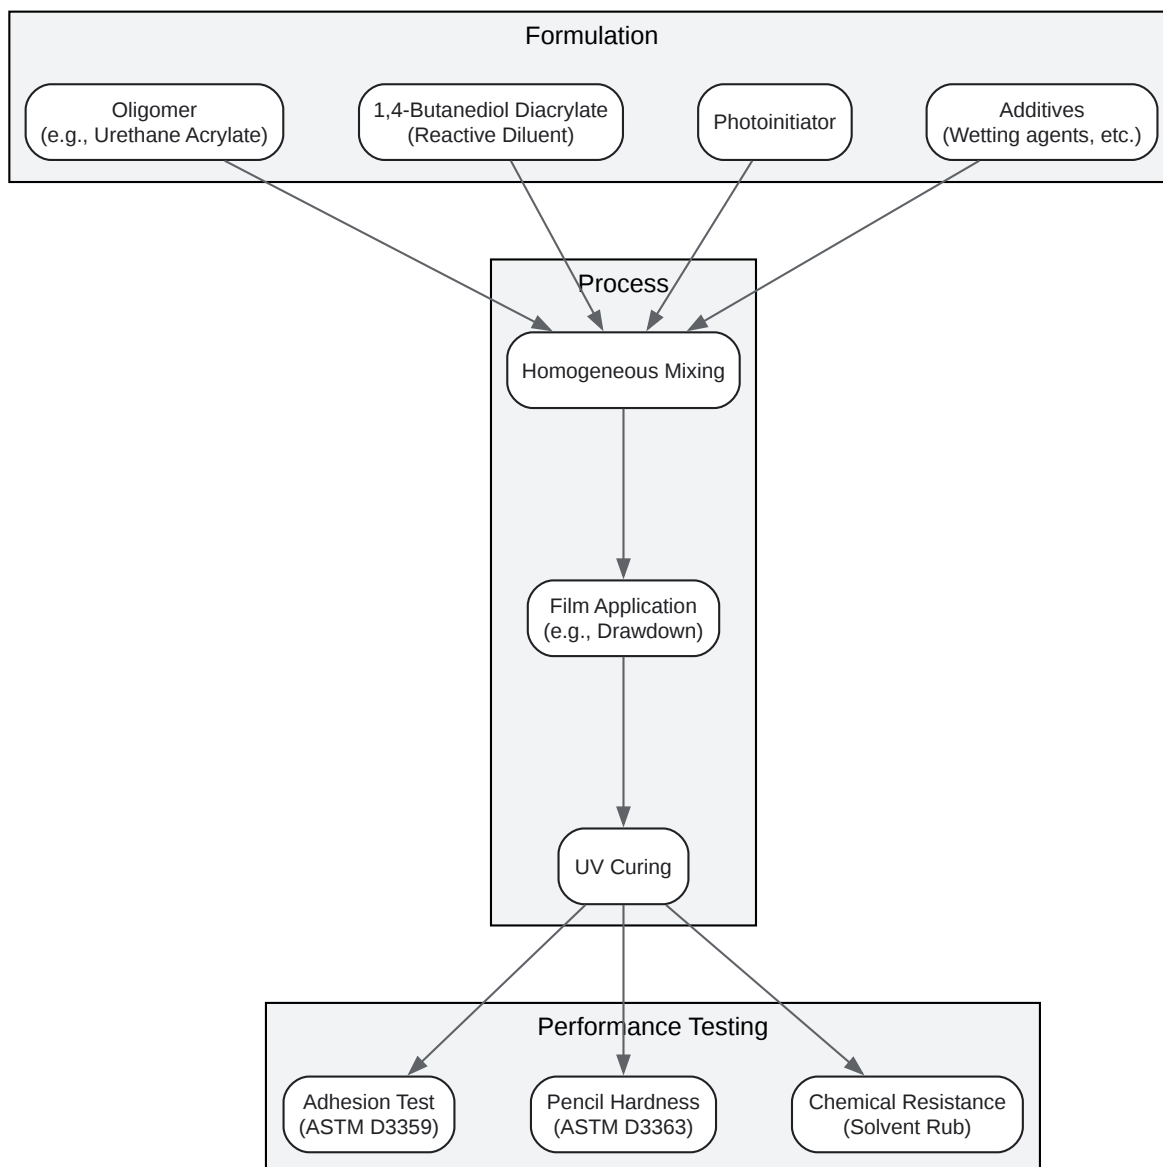 Formulation
Oligomer
(e.g., Urethane Acrylate)
1,4-Butanediol Diacrylate
(Reactive Diluent)
Photoinitiator
Additives
(Wetting agents, etc.)
Process
Homogeneous Mixing
Film Application
(e.g., Drawdown)
UV Curing
Performance Testing
Adhesion Test
(ASTM D3359)
Pencil Hardness
(ASTM D3363)
Chemical Resistance
(Solvent Rub)